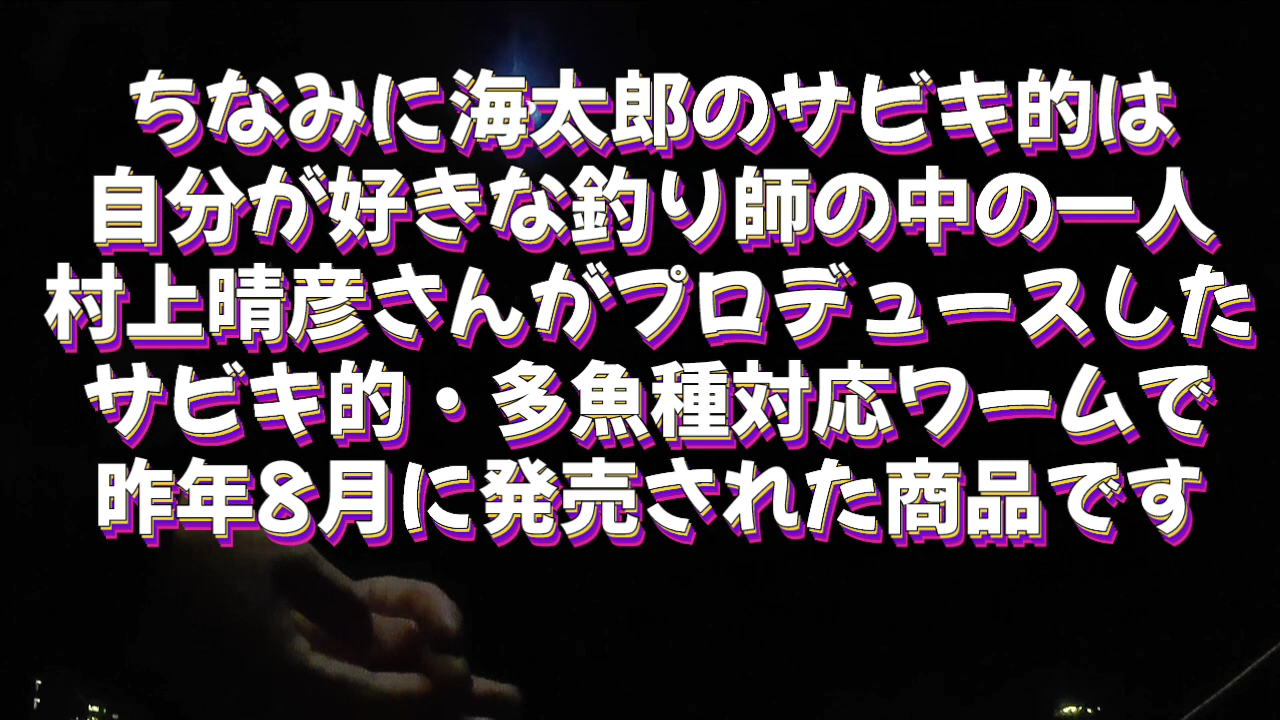 ちなみに海太郎のサビキ的は
自分が好きな釣り師の中の一人
村上晴彦さんがプロデュースした
サビキ的・多魚種対応ワームで
昨年8月に発売された商品です